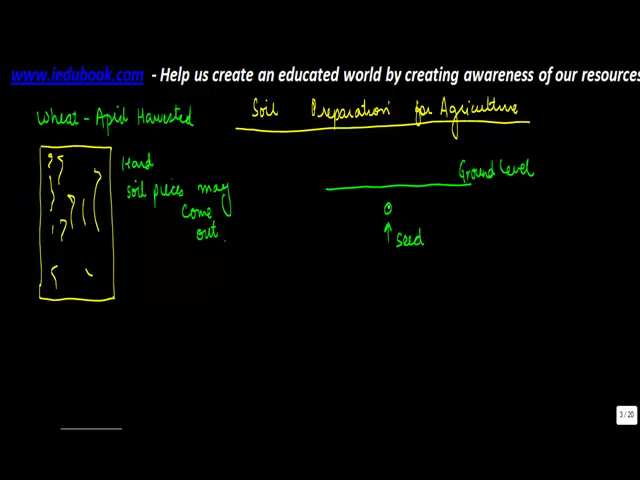 www.iedubook.com - Help us create an educated world by creating awareness of our resources
Soil Preparation for Agriculture
Wheat - April Harvested
Hard
soil pieces may
come
out.
Ground Level
seed
3 / 20